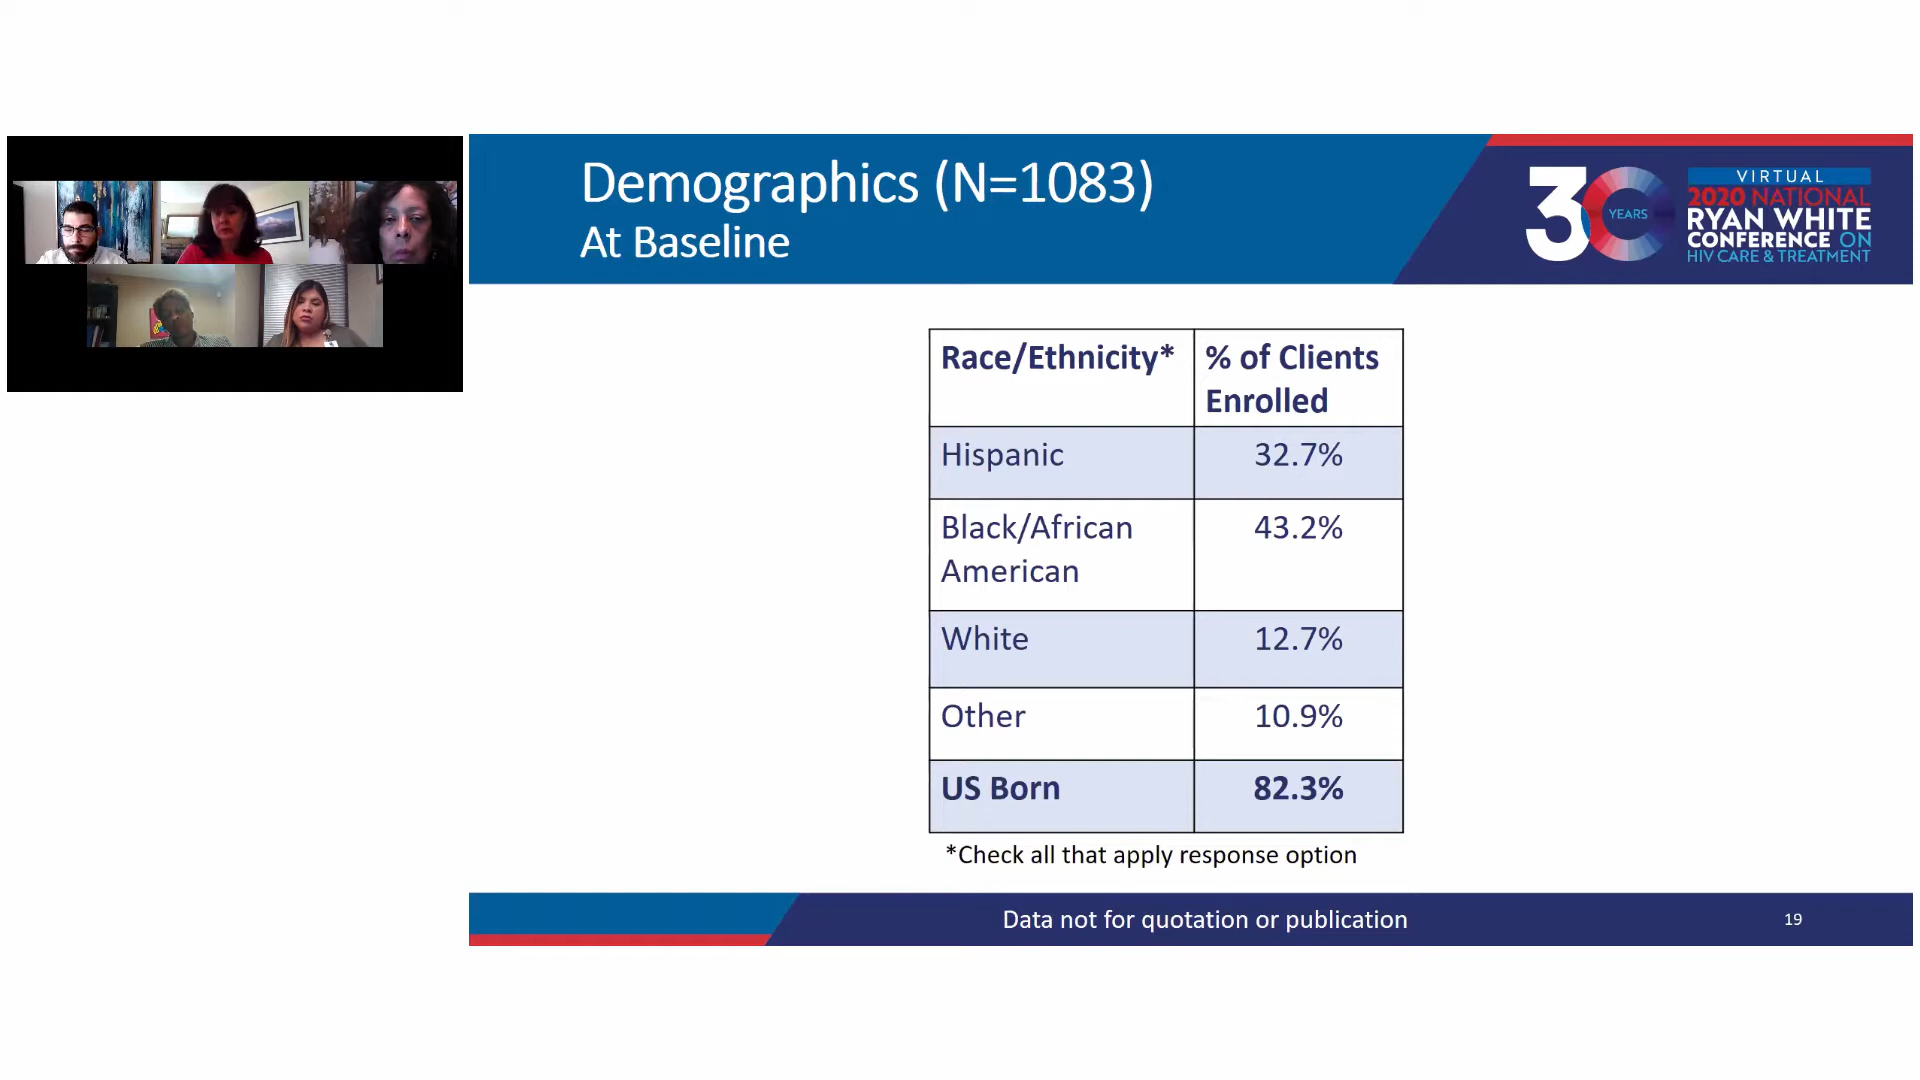 Demographics (N=1083)
At Baseline
30
YEARS
VIRTUAL
2020 NATIONAL
RYAN WHITE
CONFERENCE ON
HIV CARE & TREATMENT
Race/Ethnicity* % of Clients
Enrolled
Hispanic 32.7%
Black/African 43.2%
American
White 12.7%
Other 10.9%
US Born 82.3%
*Check all that apply response option
Data not for quotation or publication
19